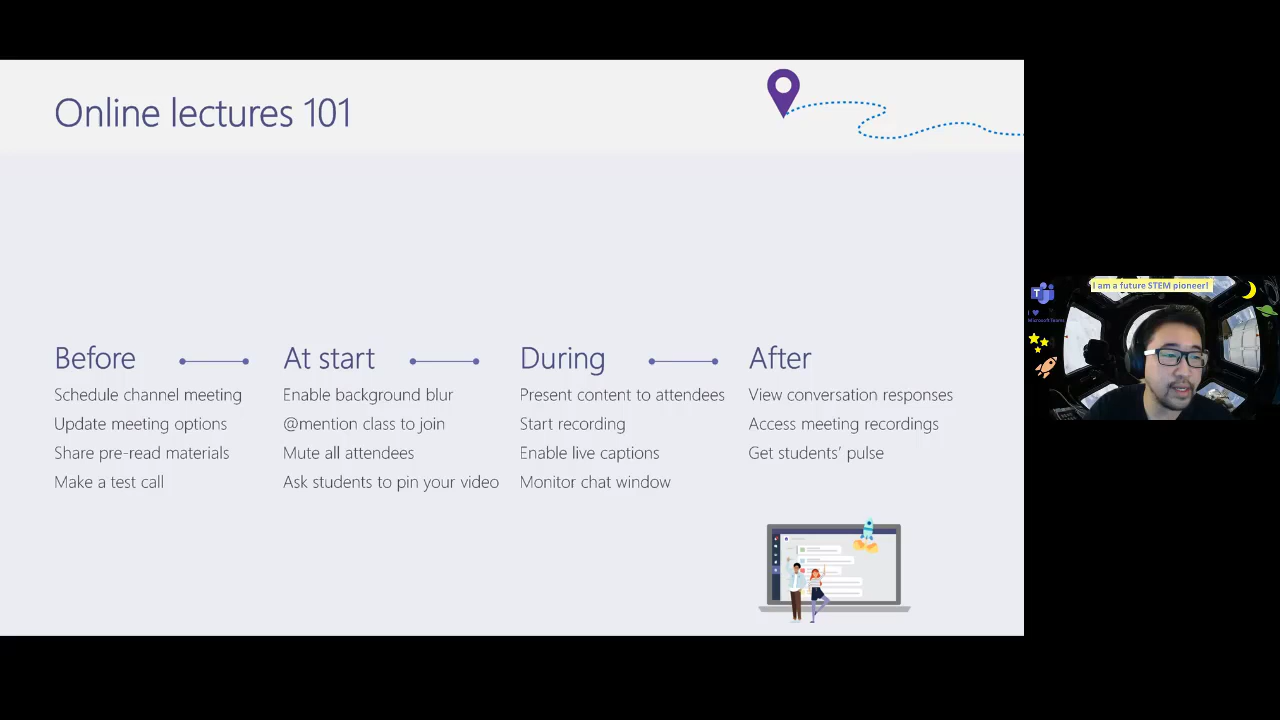 Online lectures 101
Before
Schedule channel meeting
Update meeting options
Share pre-read materials
Make a test call
At start
Enable background blur
@mention class to join
Mute all attendees
Ask students to pin your video
During
Present content to attendees
Start recording
Enable live captions
Monitor chat window
After
View conversation responses
Access meeting recordings
Get students’ pulse
I am a future STEM pioneer!
T
I
Microsoft Teams